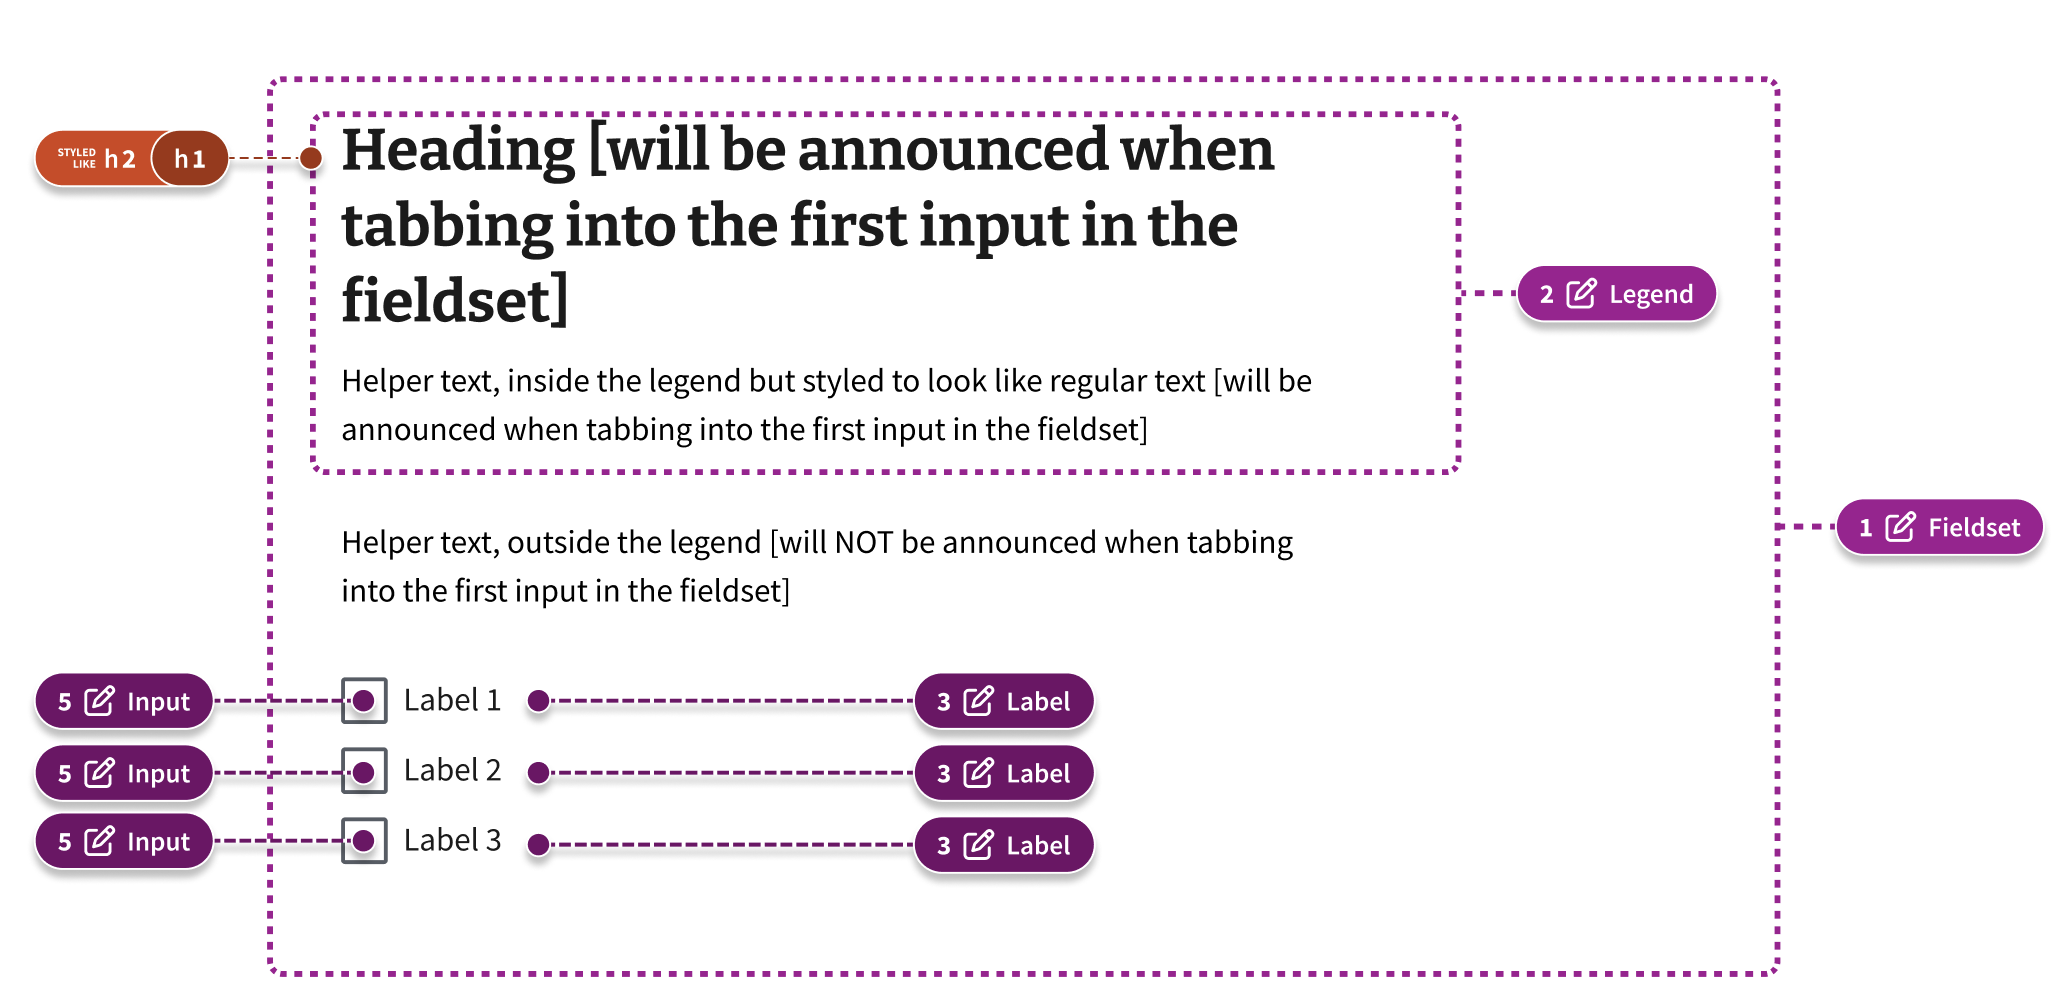 STYLED
LIKE h2 h1
Heading [will be announced when
tabbing into the first input in the
fieldset]
2 Legend
Helper text, inside the legend but styled to look like regular text [will be
announced when tabbing into the first input in the fieldset]
1 Fieldset
Helper text, outside the legend [will NOT be announced when tabbing
into the first input in the fieldset]
5 Input Label 1 3 Label
5 Input Label 2 3 Label
5 Input Label 3 3 Label